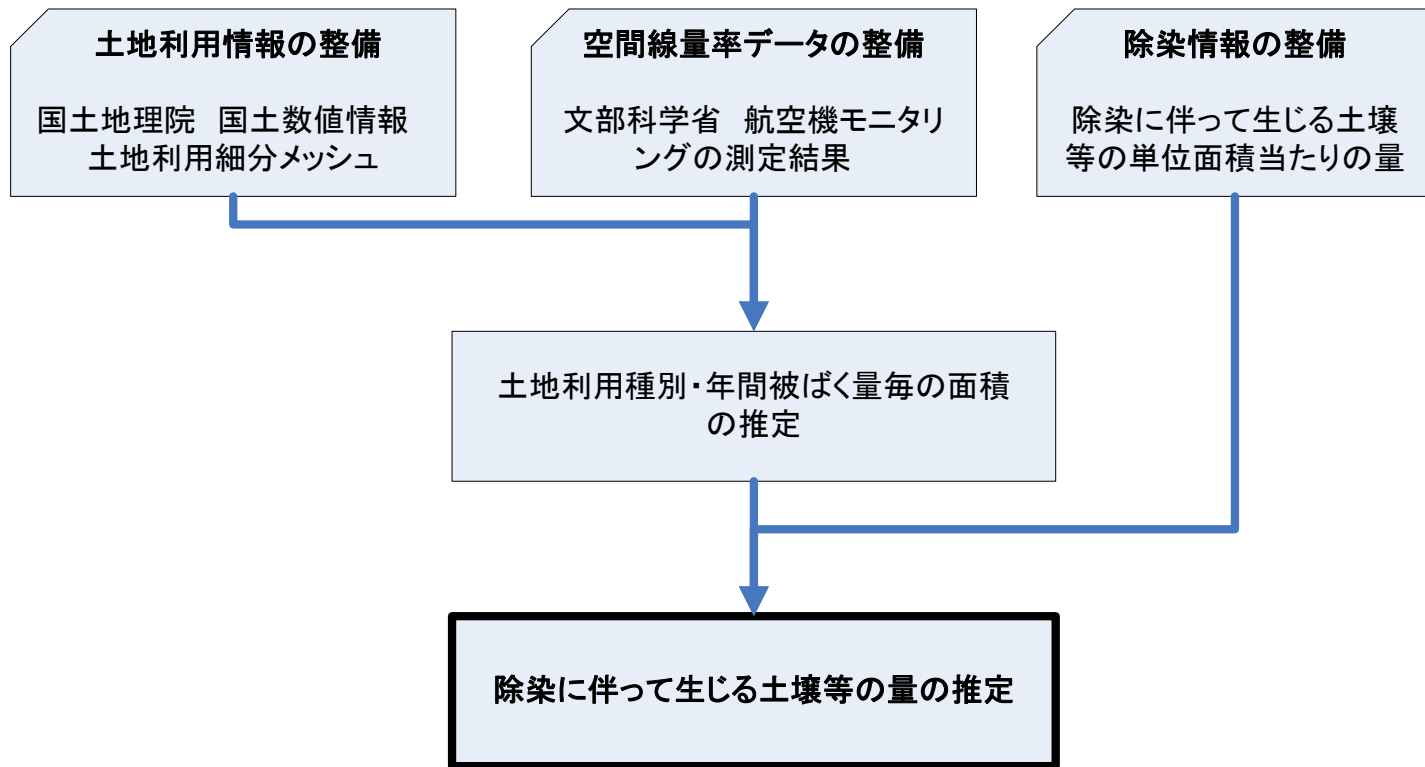 土地利用情報の整備
国土地理院　国土数値情報
土地利用細分メッシュ
空間線量率データの整備
文部科学省　航空機モニタリ
ングの測定結果
除染情報の整備
除染に伴って生じる土壌
等の単位面積当たりの量
土地利用種別・年間被ばく量毎の面積
の推定
除染に伴って生じる土壌等の量の推定